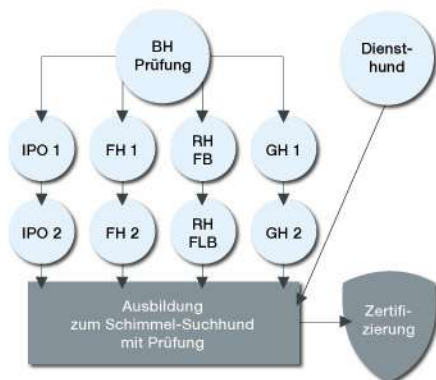 BH
Prüfung
Dienst-
hund
IPO 1
FH 1
RH
FB
GH 1
IPO 2
FH 2
RH
FLB
GH 2
Ausbildung
zum Schimmel-Suchhund
mit Prüfung
Zertifi-
zierung